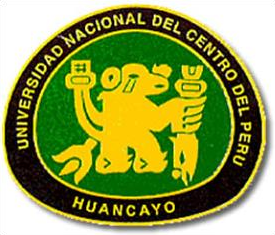 UNIVERSIDAD NACIONAL DEL CENTRO DEL PERU
HUANCAYO